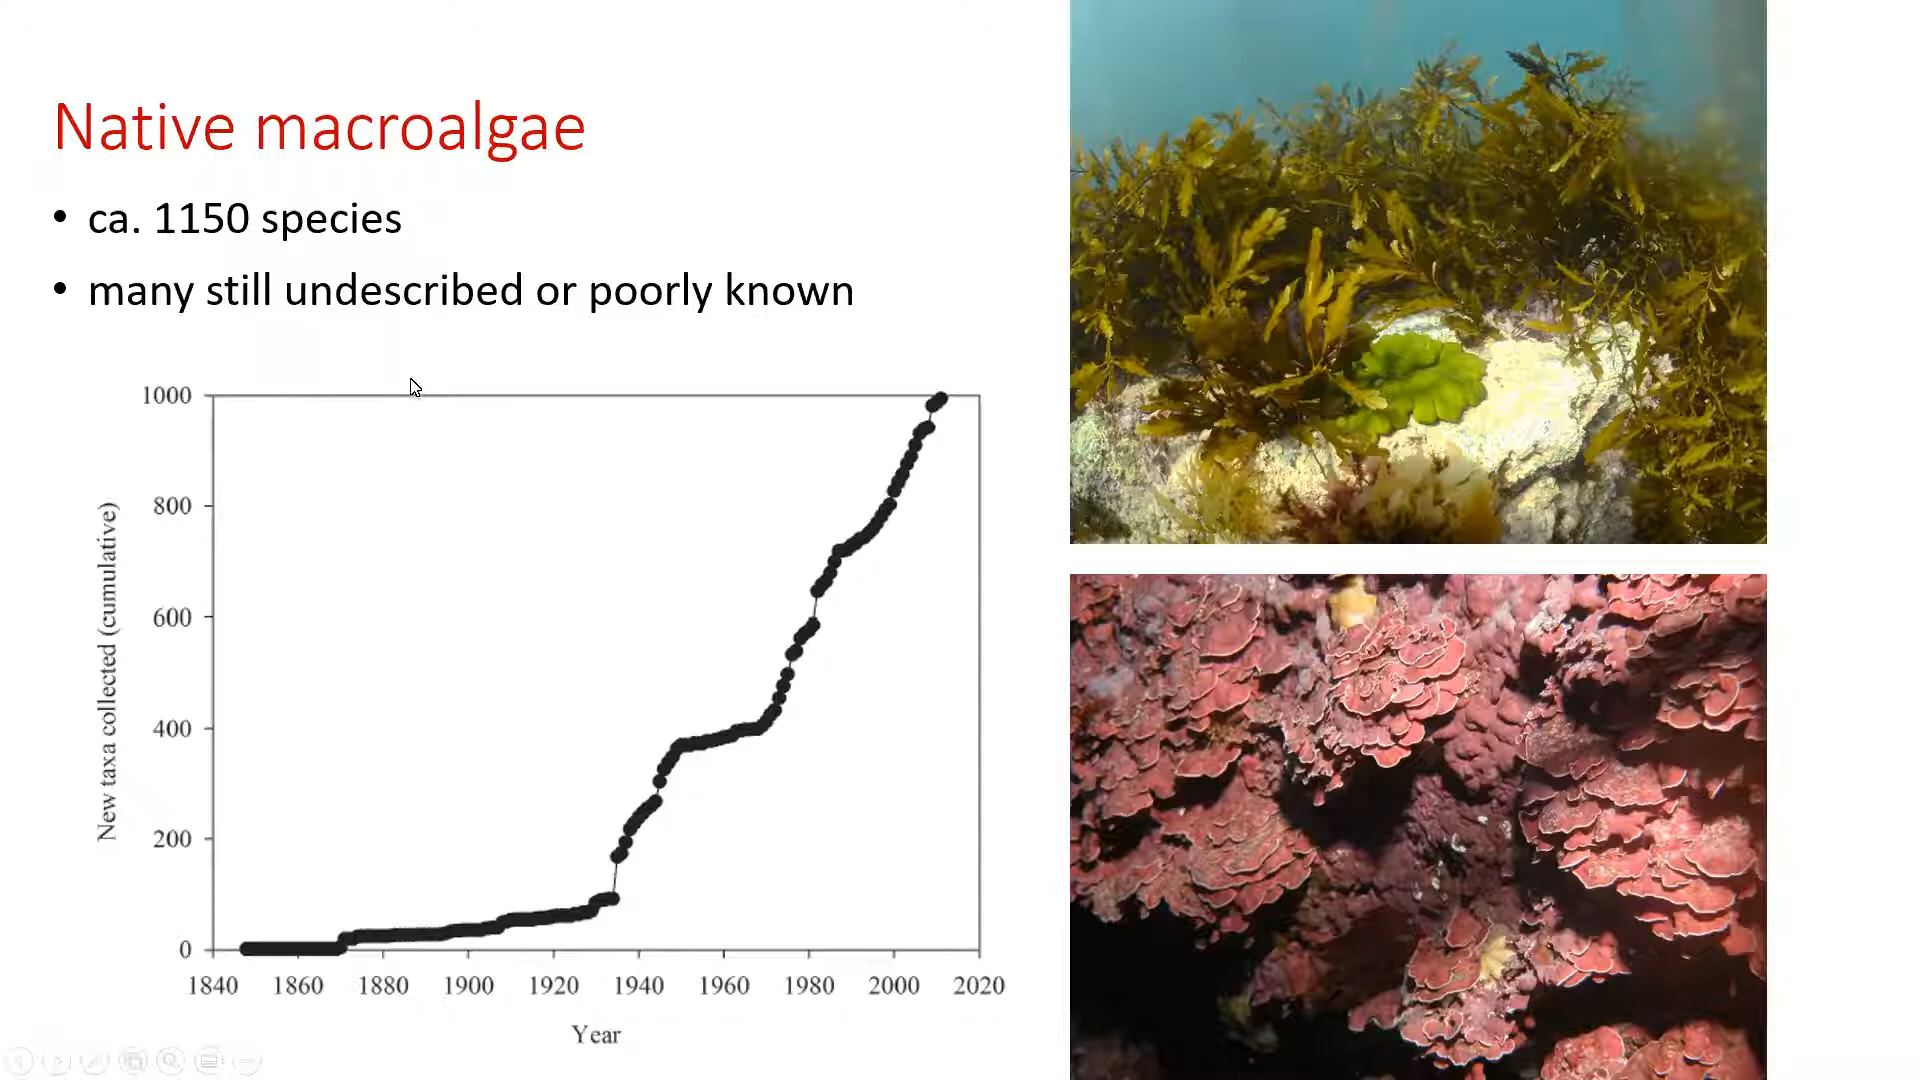 Native macroalgae
• ca. 1150 species
• many still undescribed or poorly known
1000
800
600
400
200
0
New taxa collected (cumulative)
1840 1860 1880 1900 1920 1940 1960 1980 2000 2020
Year